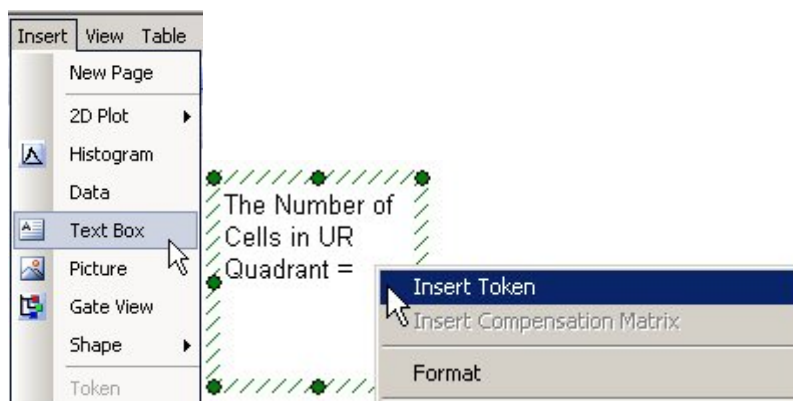 Insert View Table
New Page
2D Plot
Histogram
Data
Text Box
Picture
Gate View
Shape
Token
The Number of
Cells in UR
Quadrant =
Insert Token
Insert Compensation Matrix
Format